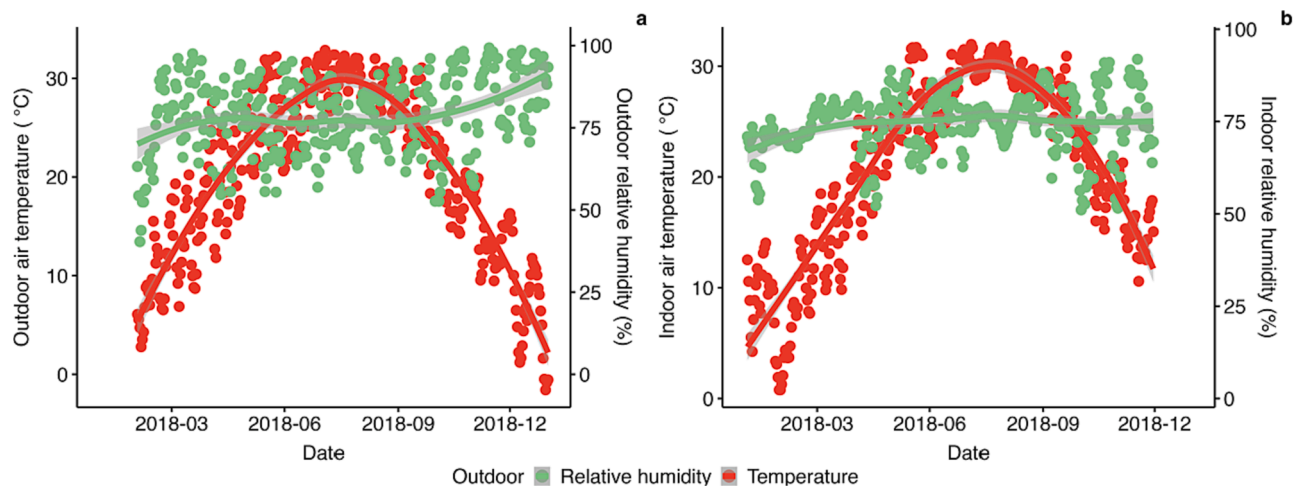 a
Outdoor air temperature ( °C)
30
20
10
0
100
75
50
25
0
Outdoor relative humidity (%)
2018-03 2018-06 2018-09 2018-12
Date
b
Indoor air temperature ( °C)
30
20
10
0
100
75
50
25
0
Indoor relative humidity (%)
2018-03 2018-06 2018-09 2018-12
Date
Outdoor Relative humidity Temperature